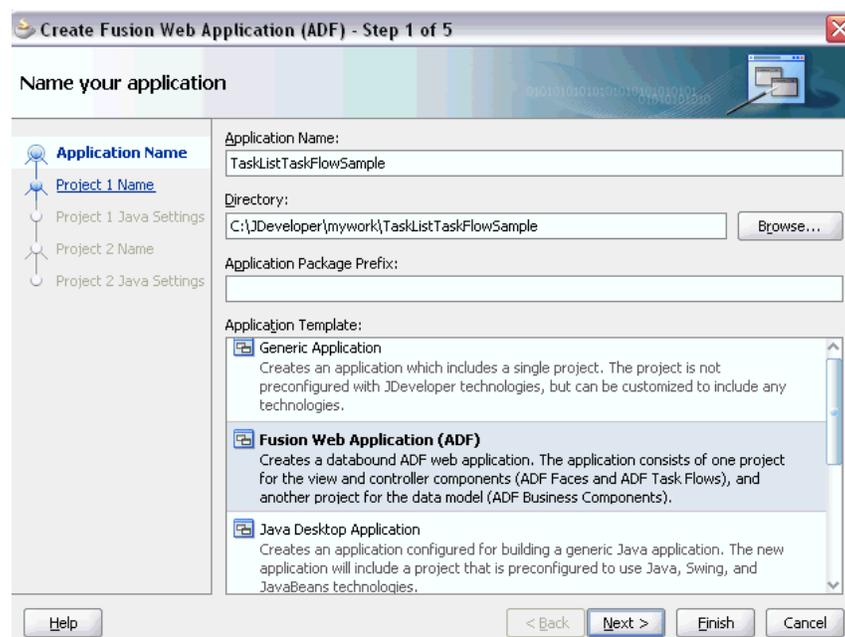 Create Fusion Web Application (ADF) - Step 1 of 5
Name your application
Application Name
Project 1 Name
Project 1 Java Settings
Project 2 Name
Project 2 Java Settings
Application Name:
TaskListTaskFlowSample
Directory:
C:\JDeveloper\mywork\TaskListTaskFlowSample
Browse...
Application Package Prefix:
Application Template:
Generic Application
Creates an application which includes a single project. The project is not
preconfigured with JDeveloper technologies, but can be customized to include any
technologies.
Fusion Web Application (ADF)
Creates a databound ADF web application. The application consists of one project
for the view and controller components (ADF Faces and ADF Task Flows), and
another project for the data model (ADF Business Components).
Java Desktop Application
Creates an application configured for building a generic Java application. The new
application will include a project that is preconfigured to use Java, Swing, and
JavaBeans technologies.
Help
< Back
Next >
Finish
Cancel